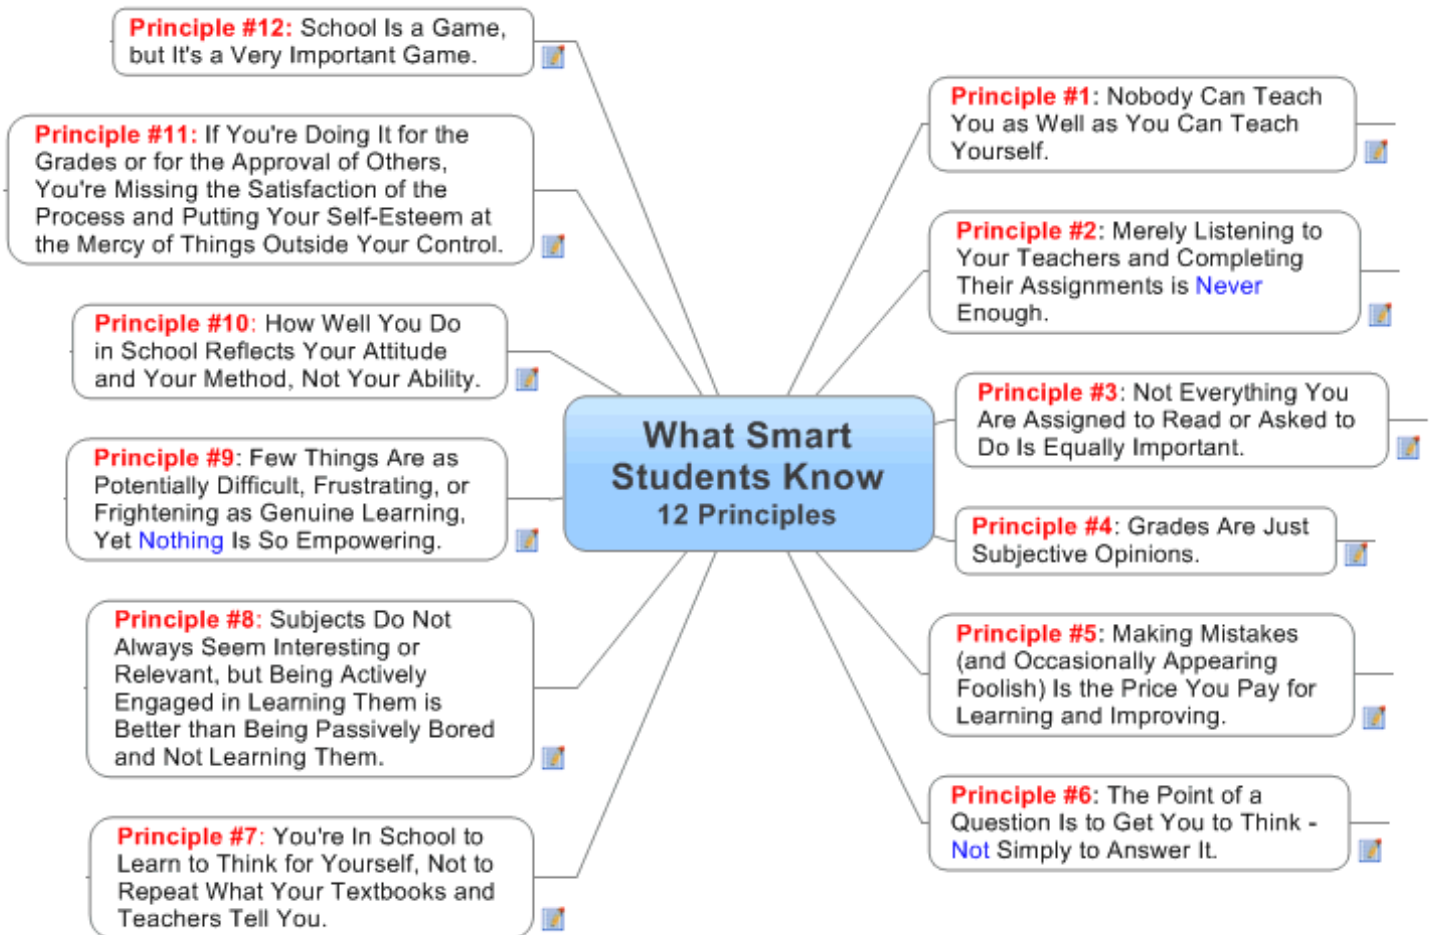 What Smart
Students Know
12 Principles
Principle #1: Nobody Can Teach
You as Well as You Can Teach
Yourself.
Principle #2: Merely Listening to
Your Teachers and Completing
Their Assignments is Never
Enough.
Principle #3: Not Everything You
Are Assigned to Read or Asked to
Do Is Equally Important.
Principle #4: Grades Are Just
Subjective Opinions.
Principle #5: Making Mistakes
(and Occasionally Appearing
Foolish) Is the Price You Pay for
Learning and Improving.
Principle #6: The Point of a
Question Is to Get You to Think -
Not Simply to Answer It.
Principle #7: You're In School to
Learn to Think for Yourself, Not to
Repeat What Your Textbooks and
Teachers Tell You.
Principle #8: Subjects Do Not
Always Seem Interesting or
Relevant, but Being Actively
Engaged in Learning Them is
Better than Being Passively Bored
and Not Learning Them.
Principle #9: Few Things Are as
Potentially Difficult, Frustrating, or
Frightening as Genuine Learning,
Yet Nothing Is So Empowering.
Principle #10: How Well You Do
in School Reflects Your Attitude
and Your Method, Not Your Ability.
Principle #11: If You're Doing It for the
Grades or for the Approval of Others,
You're Missing the Satisfaction of the
Process and Putting Your Self-Esteem at
the Mercy of Things Outside Your Control.
Principle #12: School Is a Game,
but It's a Very Important Game.